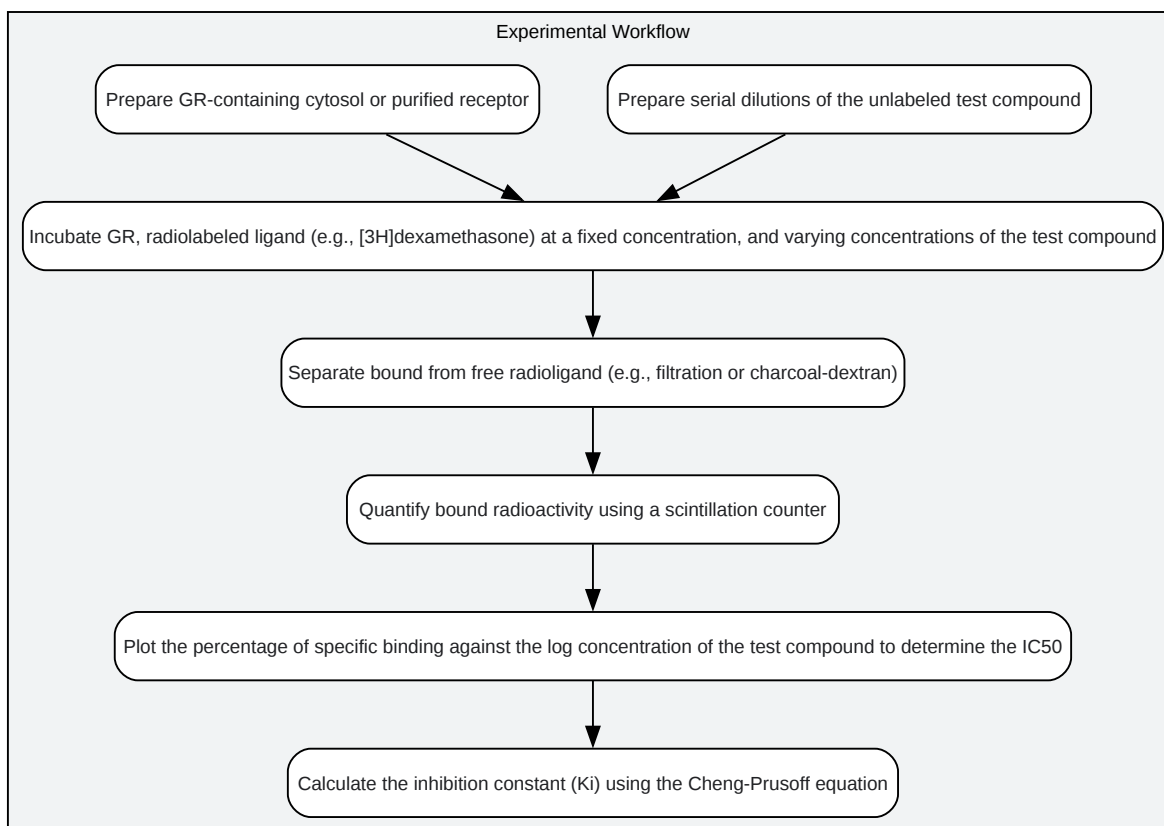 Experimental Workflow
Prepare GR-containing cytosol or purified receptor
Prepare serial dilutions of the unlabeled test compound
Incubate GR, radiolabeled ligand (e.g., [3H]dexamethasone) at a fixed concentration, and varying concentrations of the test compound
Separate bound from free radioligand (e.g., filtration or charcoal-dextran)
Quantify bound radioactivity using a scintillation counter
Plot the percentage of specific binding against the log concentration of the test compound to determine the IC50
Calculate the inhibition constant (Ki) using the Cheng-Prusoff equation